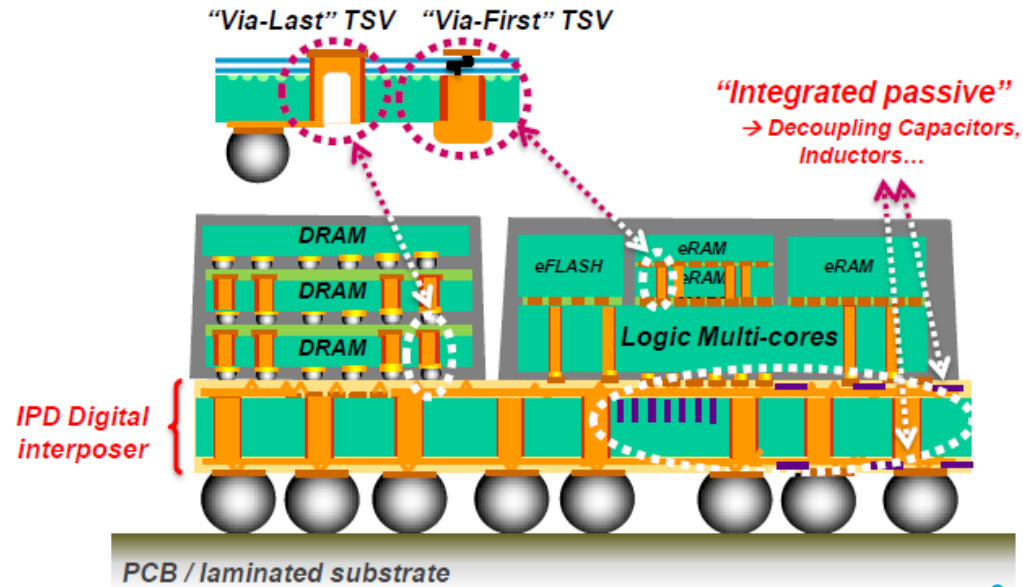 “Via-Last” TSV “Via-First” TSV
“Integrated passive”
→ Decoupling Capacitors,
Inductors…
DRAM
DRAM
DRAM
eFLASH
eRAM
eRAM
eRAM
Logic Multi-cores
IPD Digital
interposer
PCB / laminated substrate